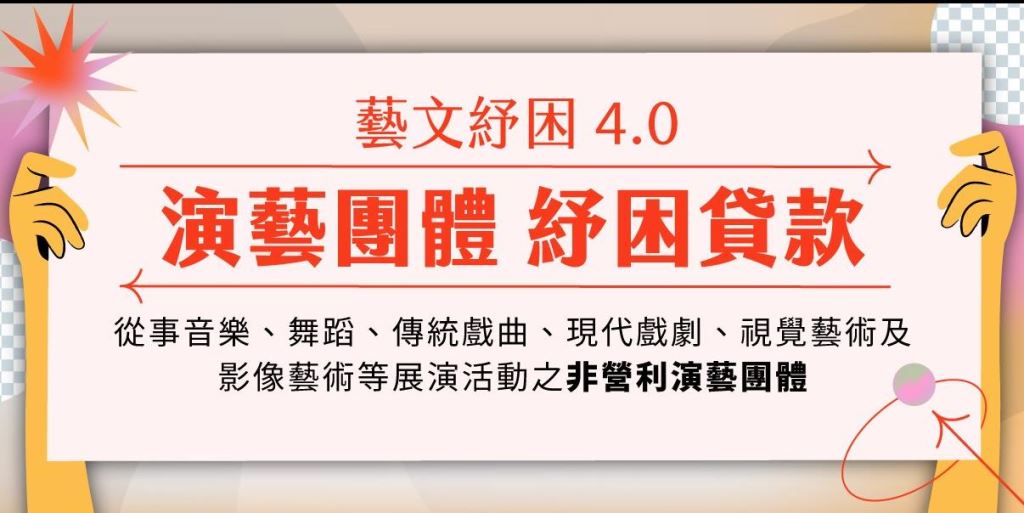 藝文紓困 4.0
演藝團體 紓困貸款
從事音樂、舞蹈、傳統戲曲、現代戲劇、視覺藝術及
影像藝術等展演活動之非營利演藝團體